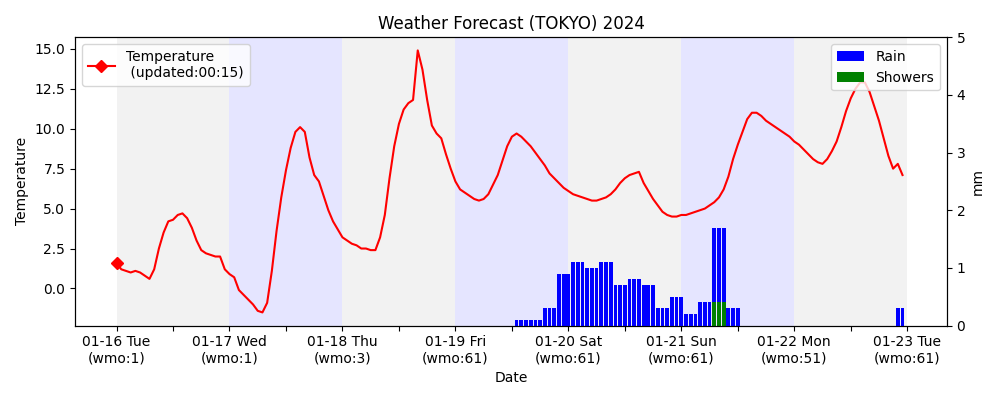 Weather Forecast (TOKYO) 2024
Temperature
(updated:00:15)
Rain
Showers
15.0
12.5
10.0
7.5
5.0
2.5
0.0
Temperature
5
4
3
2
1
0
mm
01-16 Tue
(wmo:1)
01-17 Wed
(wmo:1)
01-18 Thu
(wmo:3)
01-19 Fri
(wmo:61)
01-20 Sat
(wmo:61)
01-21 Sun
(wmo:61)
01-22 Mon
(wmo:51)
01-23 Tue
(wmo:61)
Date